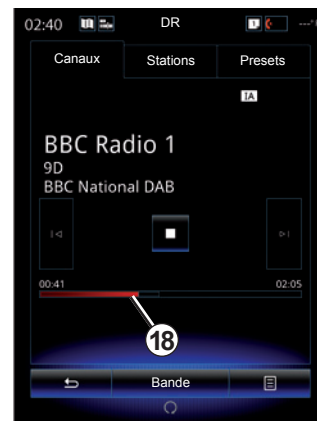 02:40 DR ---°
Canaux Stations Presets
IA
BBC Radio 1
9D
BBC National DAB
00:41 02:05
18
Bande